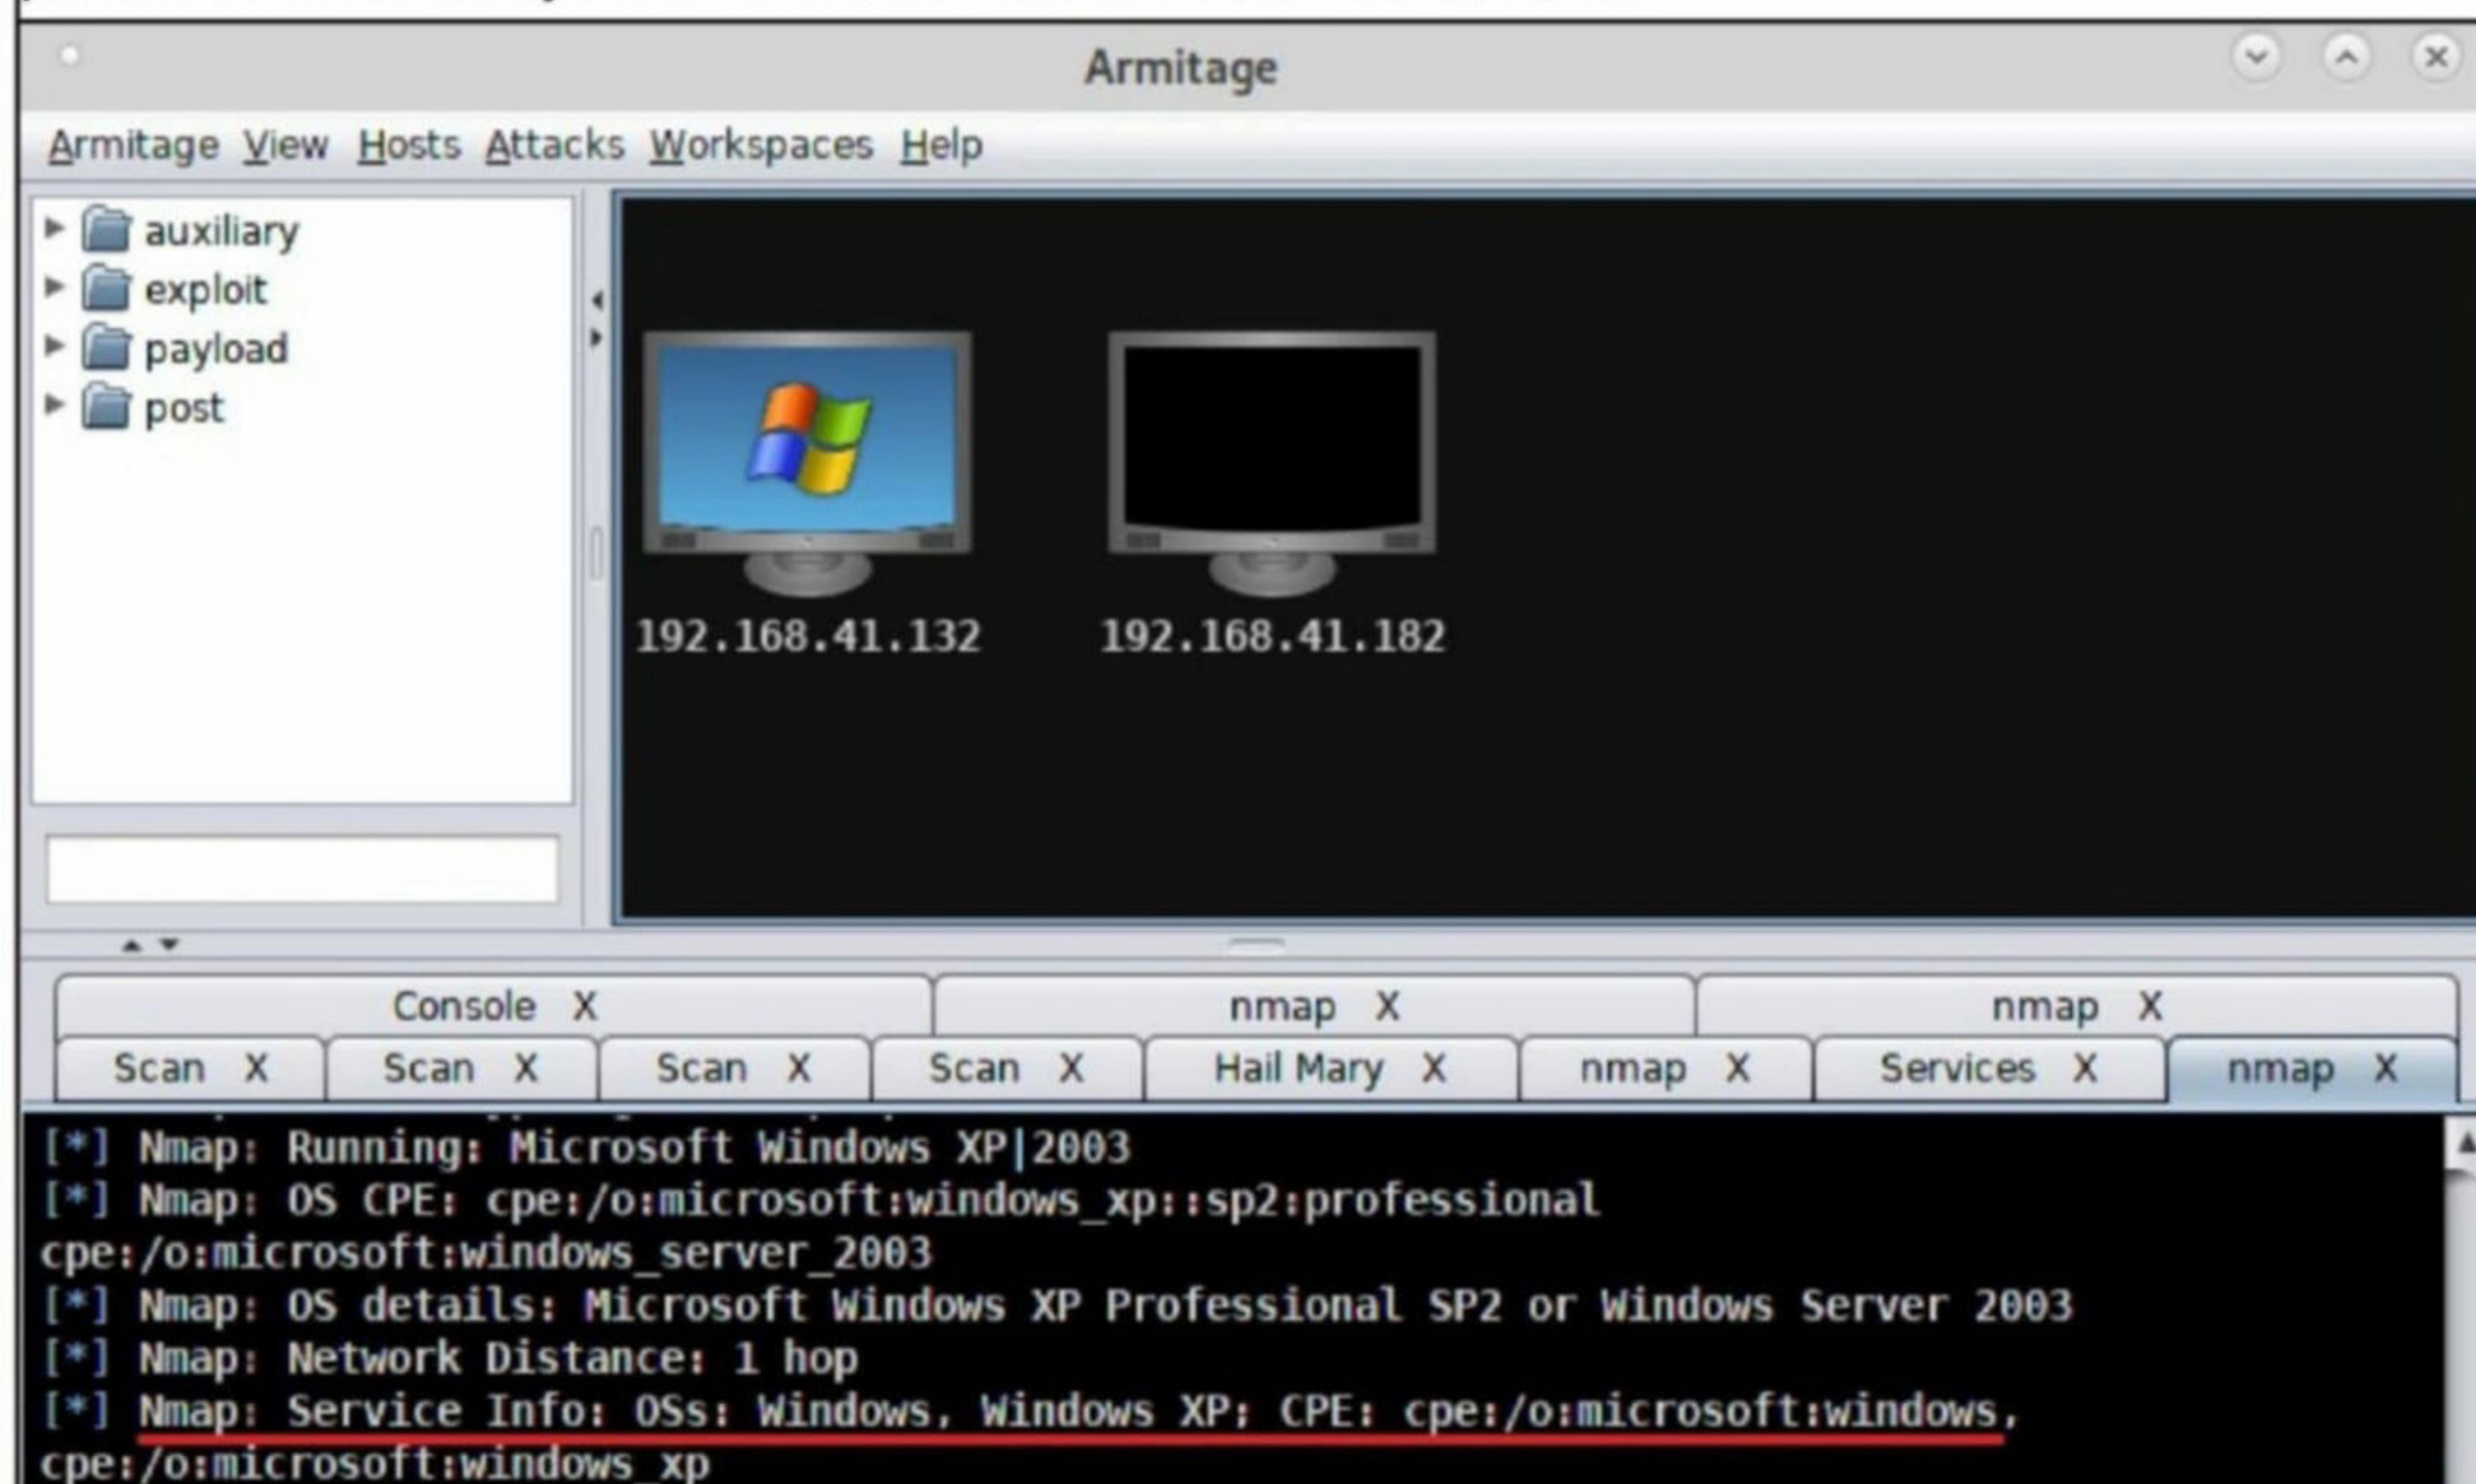 Armitage
Armitage View Hosts Attacks Workspaces Help
auxiliary
exploit
payload
post
192.168.41.132 192.168.41.182
Console X nmap X nmap X
Scan X Scan X Scan X Scan X Hail Mary X nmap X Services X nmap X
[*] Nmap: Running: Microsoft Windows XP|2003
[*] Nmap: OS CPE: cpe:/o:microsoft:windows_xp::sp2:professional
cpe:/o:microsoft:windows_server_2003
[*] Nmap: OS details: Microsoft Windows XP Professional SP2 or Windows Server 2003
[*] Nmap: Network Distance: 1 hop
[*] Nmap: Service Info: OSs: Windows, Windows XP; CPE: cpe:/o:microsoft:windows,
cpe:/o:microsoft:windows_xp